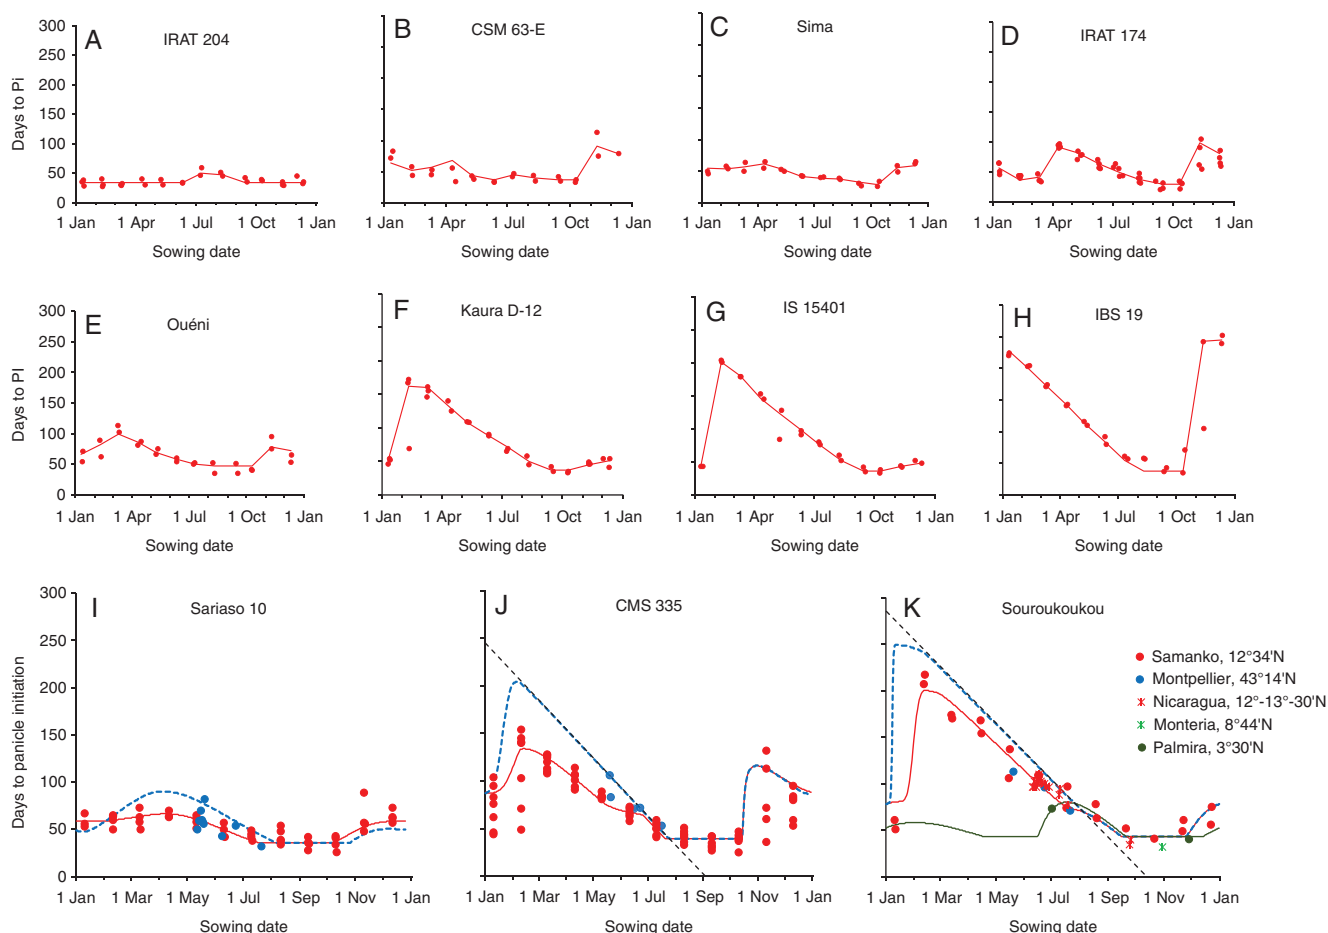 A
IRAT 204
B
CSM 63-E
C
Sima
D
IRAT 174
Days to Pi
300
250
200
150
100
50
0
1 Jan 1 Apr 1 Jul 1 Oct 1 Jan
1 Jan 1 Apr 1 Jul 1 Oct 1 Jan
1 Jan 1 Apr 1 Jul 1 Oct 1 Jan
1 Jan 1 Apr 1 Jul 1 Oct 1 Jan
Sowing date
Sowing date
Sowing date
Sowing date
E
Ouéni
F
Kaura D-12
G
IS 15401
H
IBS 19
Days to PI
300
250
200
150
100
50
0
1 Jan 1 Apr 1 Jul 1 Oct 1 Jan
1 Jan 1 Apr 1 Jul 1 Oct 1 Jan
1 Jan 1 Apr 1 Jul 1 Oct 1 Jan
1 Jan 1 Apr 1 Jul 1 Oct 1 Jan
Sowing date
Sowing date
Sowing date
Sowing date
I
Sariaso 10
J
CMS 335
K
Souroukoukou
Days to panicle initiation
300
250
200
150
100
50
0
Samanko, 12°34'N
Montpellier, 43°14'N
Nicaragua, 12°-13°-30'N
Monteria, 8°44'N
Palmira, 3°30'N
1 Jan 1 Mar 1 May 1 Jul 1 Sep 1 Nov 1 Jan
1 Jan 1 Mar 1 May 1 Jul 1 Sep 1 Nov 1 Jan
1 Jan 1 Mar 1 May 1 Jul 1 Sep 1 Nov 1 Jan
Sowing date
Sowing date
Sowing date